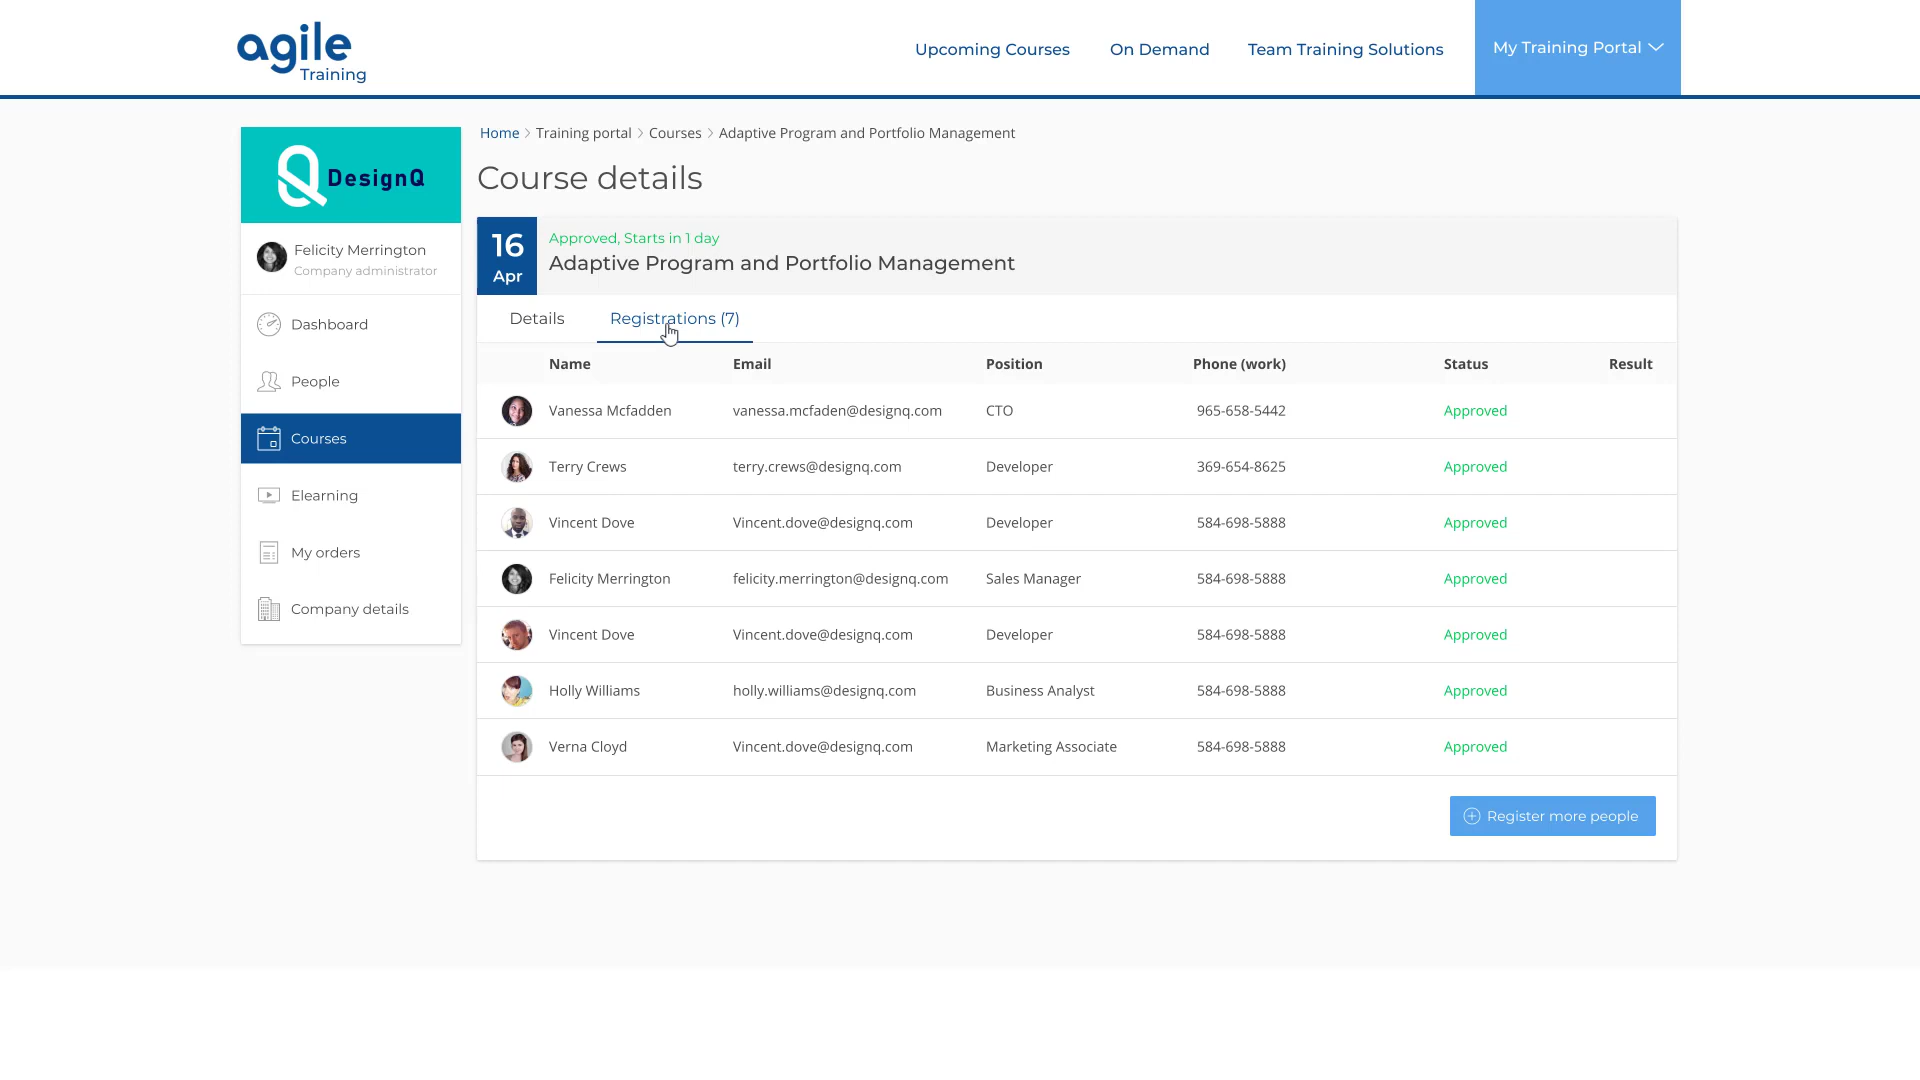 agile
Training
Upcoming Courses
On Demand
Team Training Solutions
My Training Portal
Home > Training portal > Courses > Adaptive Program and Portfolio Management
DesignQ
Felicity Merrington
Company administrator
Dashboard
People
Courses
Elearning
My orders
Company details
Course details
16
Apr
Approved, Starts in 1 day
Adaptive Program and Portfolio Management
Details
Registrations (7)
Name Email Position Phone (work) Status Result
Vanessa Mcfadden vanessa.mcfaden@designq.com CTO 965-658-5442 Approved
Terry Crews terry.crews@designq.com Developer 369-654-8625 Approved
Vincent Dove Vincent.dove@designq.com Developer 584-698-5888 Approved
Felicity Merrington felicity.merrington@designq.com Sales Manager 584-698-5888 Approved
Vincent Dove Vincent.dove@designq.com Developer 584-698-5888 Approved
Holly Williams holly.williams@designq.com Business Analyst 584-698-5888 Approved
Verna Cloyd Vincent.dove@designq.com Marketing Associate 584-698-5888 Approved
Register more people